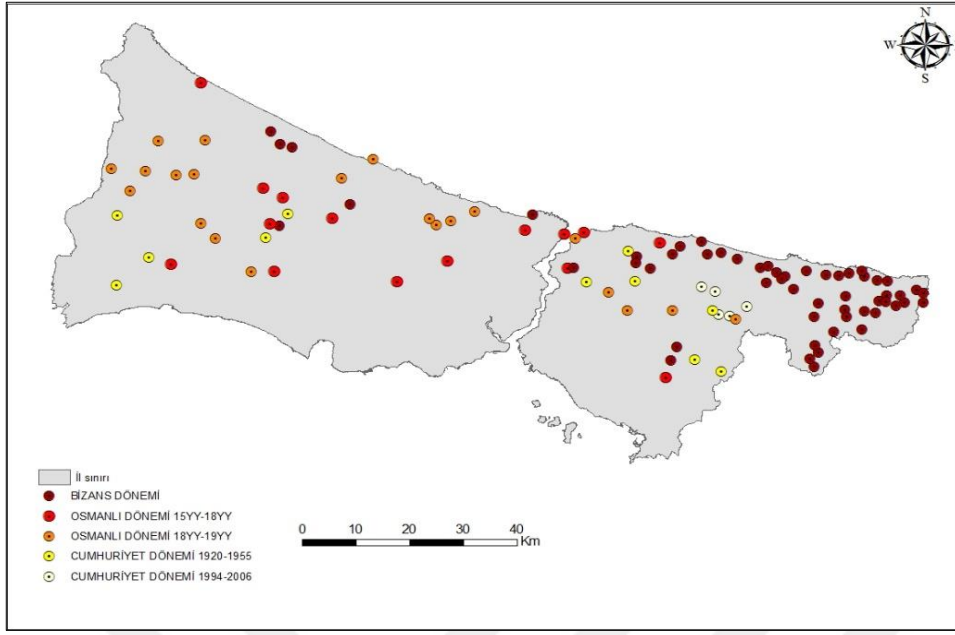 N
W
E
S
İl sınırı
BİZANS DÖNEMİ
OSMANLI DÖNEMİ 15YY-18YY
OSMANLI DÖNEMİ 18YY-19YY
CUMHURİYET DÖNEMİ 1920-1955
CUMHURİYET DÖNEMİ 1994-2006
0 10 20 30 40
Km